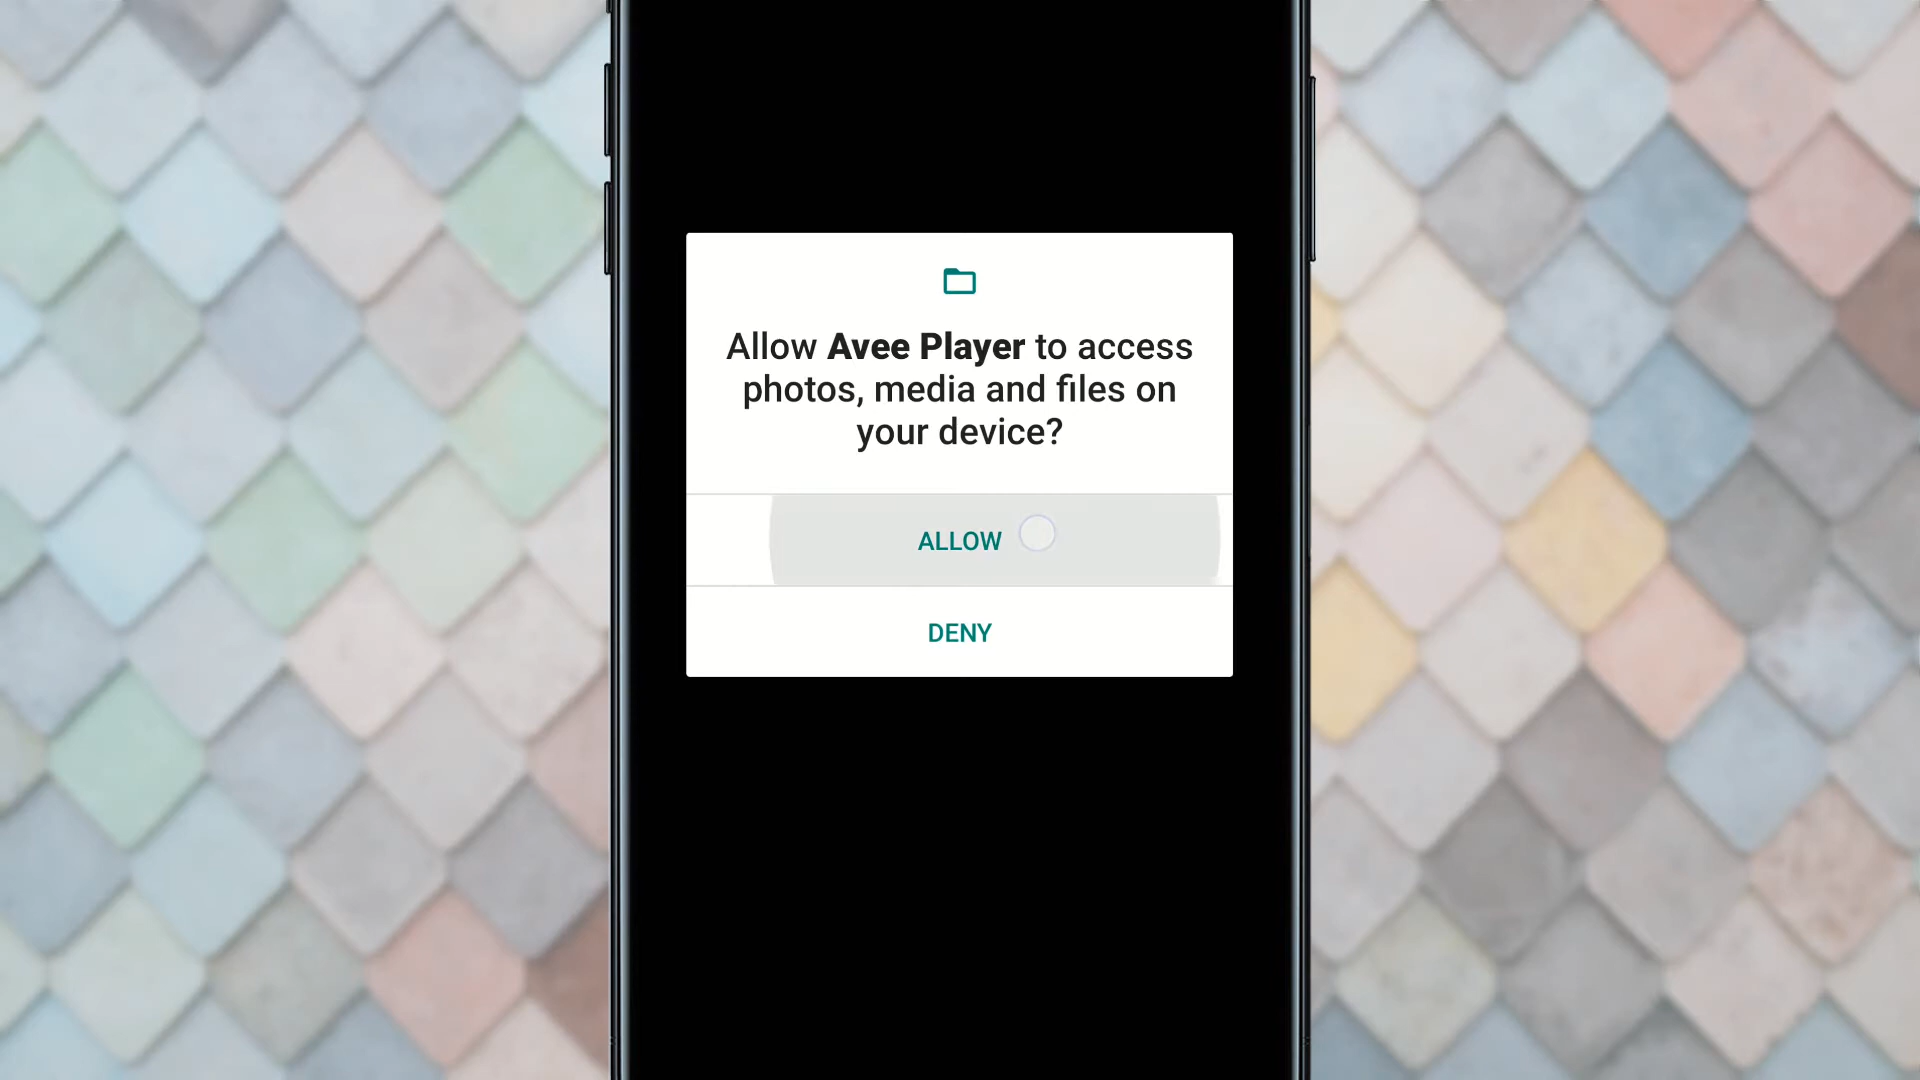 Allow Avee Player to access
photos, media and files on
your device?
ALLOW
DENY